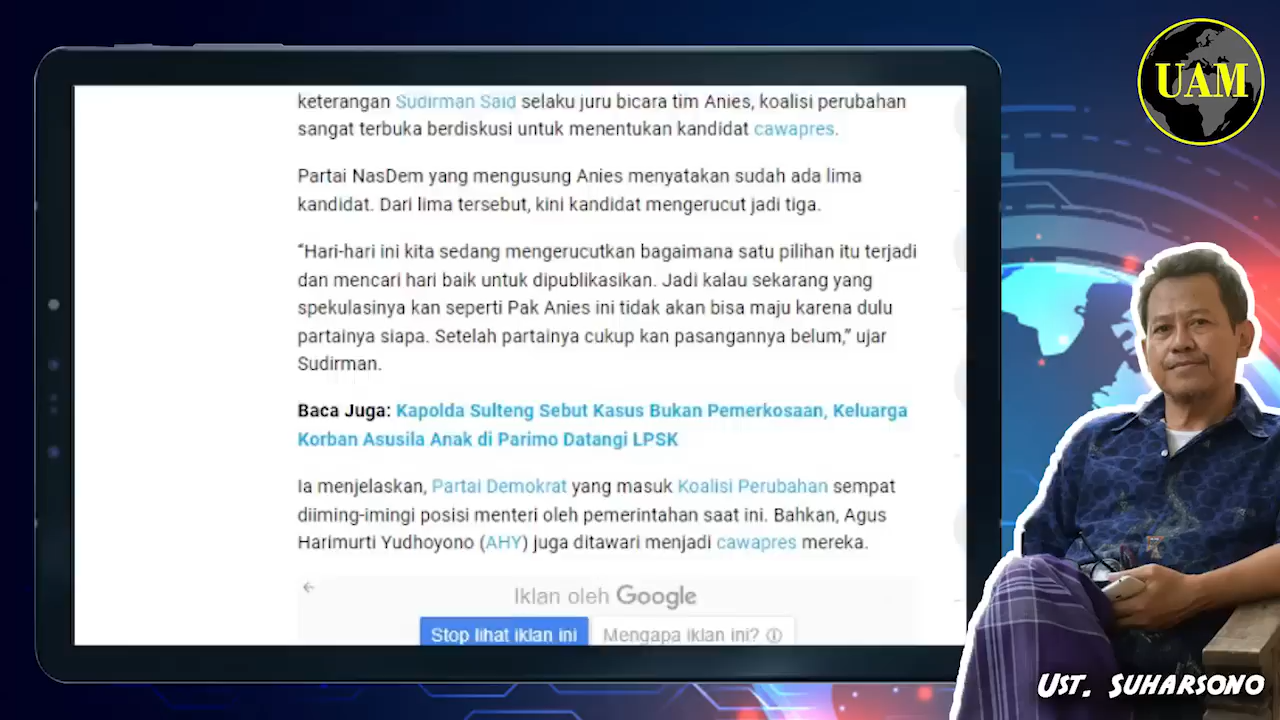 UAM
keterangan Sudirman Said selaku juru bicara tim Anies, koalisi perubahan
sangat terbuka berdiskusi untuk menentukan kandidat cawapres.
Partai NasDem yang mengusung Anies menyatakan sudah ada lima
kandidat. Dari lima tersebut, kini kandidat mengerucut jadi tiga.
“Hari-hari ini kita sedang mengerucutkan bagaimana satu pilihan itu terjadi
dan mencari hari baik untuk dipublikasikan. Jadi kalau sekarang yang
spekulasinya kan seperti Pak Anies ini tidak akan bisa maju karena dulu
partainya siapa. Setelah partainya cukup kan pasangannya belum,” ujar
Sudirman.
Baca Juga: Kapolda Sulteng Sebut Kasus Bukan Pemerkosaan, Keluarga
Korban Asusila Anak di Parimo Datangi LPSK
Ia menjelaskan, Partai Demokrat yang masuk Koalisi Perubahan sempat
diiming-imingi posisi menteri oleh pemerintahan saat ini. Bahkan, Agus
Harimurti Yudhoyono (AHY) juga ditawari menjadi cawapres mereka.
Iklan oleh Google
Stop lihat iklan ini
Mengapa iklan ini?
Ust. Suharsono